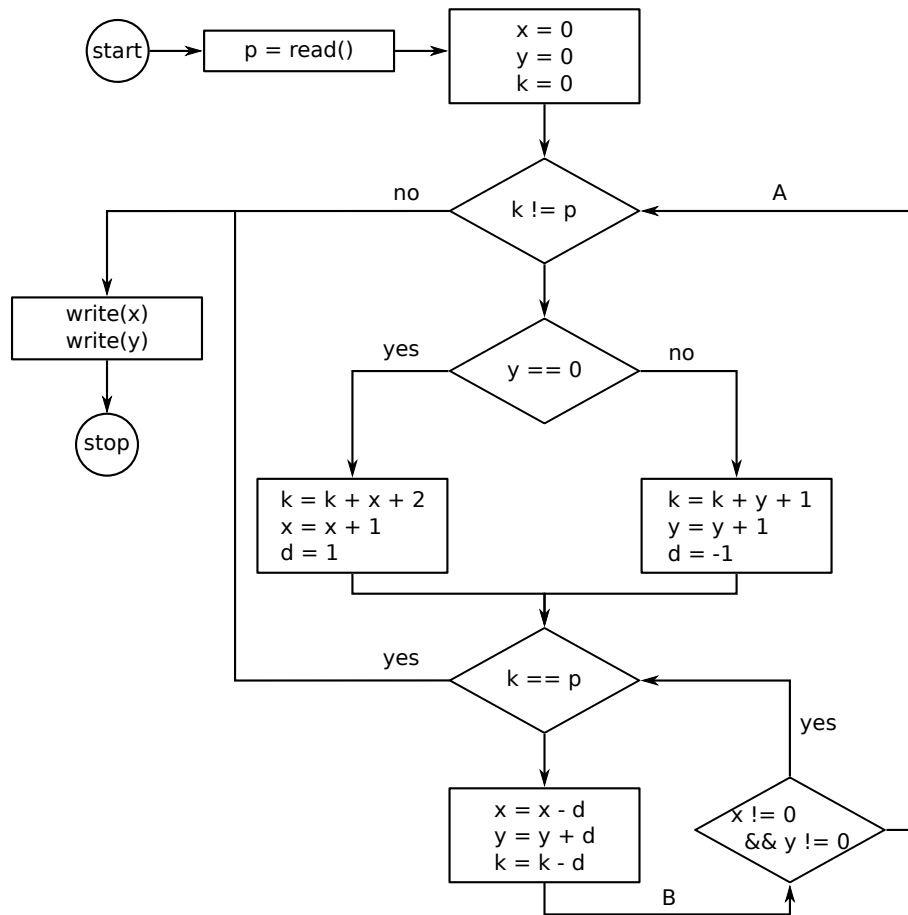 start
p = read()
x = 0
y = 0
k = 0
no
k != p
A
write(x)
write(y)
stop
yes
y == 0
no
k = k + x + 2
x = x + 1
d = 1
k = k + y + 1
y = y + 1
d = -1
yes
k == p
yes
x = x - d
y = y + d
k = k - d
x != 0
&& y != 0
B